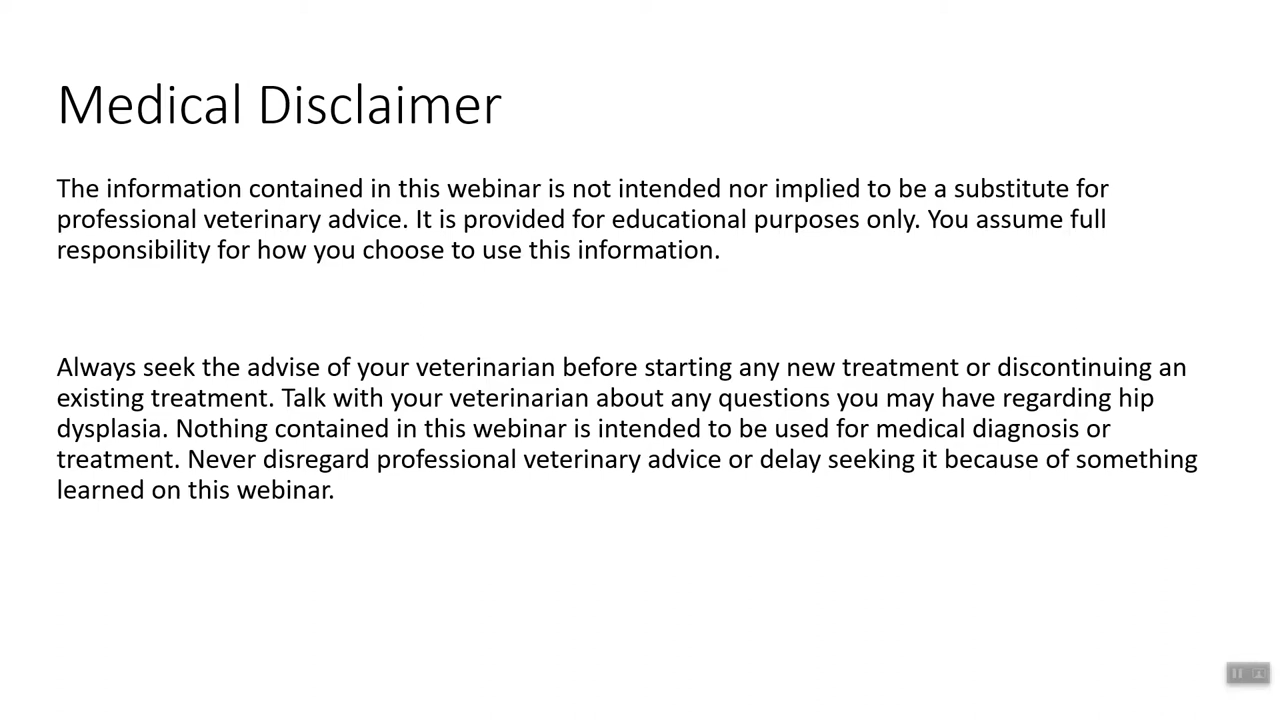 Medical Disclaimer
The information contained in this webinar is not intended nor implied to be a substitute for
professional veterinary advice. It is provided for educational purposes only. You assume full
responsibility for how you choose to use this information.
Always seek the advise of your veterinarian before starting any new treatment or discontinuing an
existing treatment. Talk with your veterinarian about any questions you may have regarding hip
dysplasia. Nothing contained in this webinar is intended to be used for medical diagnosis or
treatment. Never disregard professional veterinary advice or delay seeking it because of something
learned on this webinar.